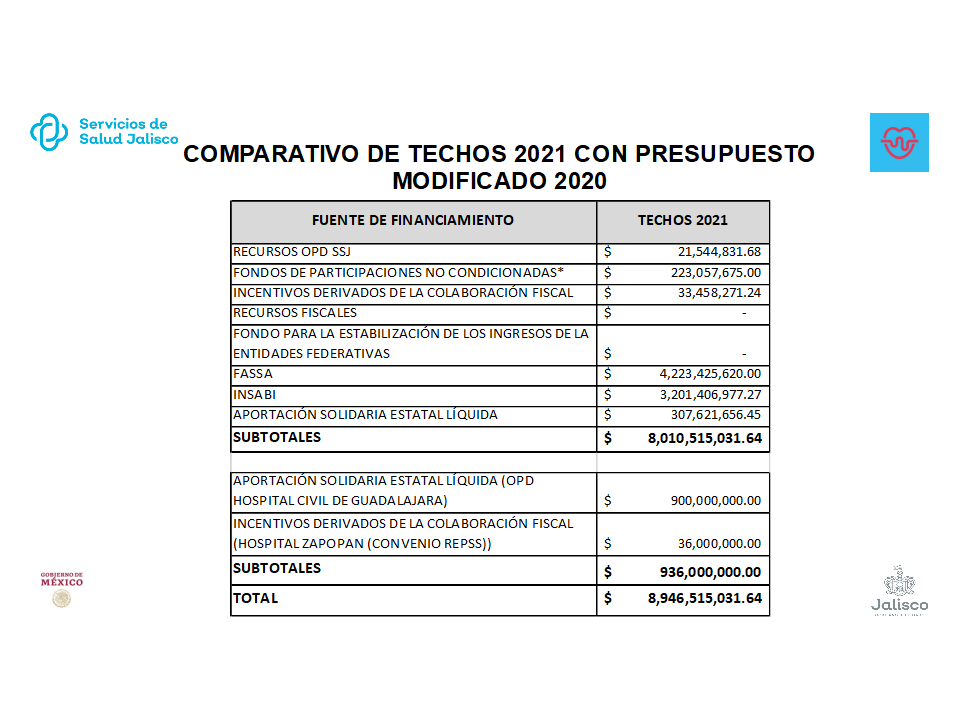 Servicios de
Salud Jalisco
COMPARATIVO DE TECHOS 2021 CON PRESUPUESTO
MODIFICADO 2020
FUENTE DE FINANCIAMIENTO TECHOS 2021
RECURSOS OPD SSJ $ 21,544,831.68
FONDOS DE PARTICIPACIONES NO CONDICIONADAS* $ 223,057,675.00
INCENTIVOS DERIVADOS DE LA COLABORACIÓN FISCAL $ 33,458,271.24
RECURSOS FISCALES $ -
FONDO PARA LA ESTABILIZACIÓN DE LOS INGRESOS DE LA
ENTIDADES FEDERATIVAS $ -
FASSA $ 4,223,425,620.00
INSABI $ 3,201,406,977.27
APORTACIÓN SOLIDARIA ESTATAL LÍQUIDA $ 307,621,656.45
SUBTOTALES $ 8,010,515,031.64
APORTACIÓN SOLIDARIA ESTATAL LÍQUIDA (OPD
HOSPITAL CIVIL DE GUADALAJARA) $ 900,000,000.00
INCENTIVOS DERIVADOS DE LA COLABORACIÓN FISCAL
(HOSPITAL ZAPOPAN (CONVENIO REPSS)) $ 36,000,000.00
SUBTOTALES $ 936,000,000.00
TOTAL $ 8,946,515,031.64
GOBIERNO DE
MÉXICO
Jalisco